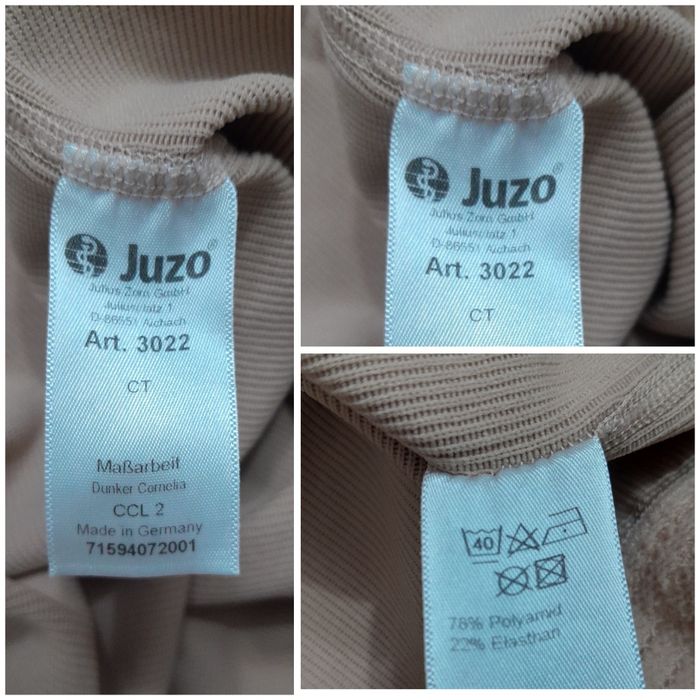 Juzo®
Julius Zorn GmbH
Juliusplatz 1
D-86551 Aichach
Art. 3022
CT
Maßarbeit
Dunker Cornelia
CCL 2
Made in Germany
71594072001
Juzo®
Julius Zorn GmbH
Juliusplatz 1
D-86551 Aichach
Art. 3022
CT
40
78% Polyamid
22% Elasthan